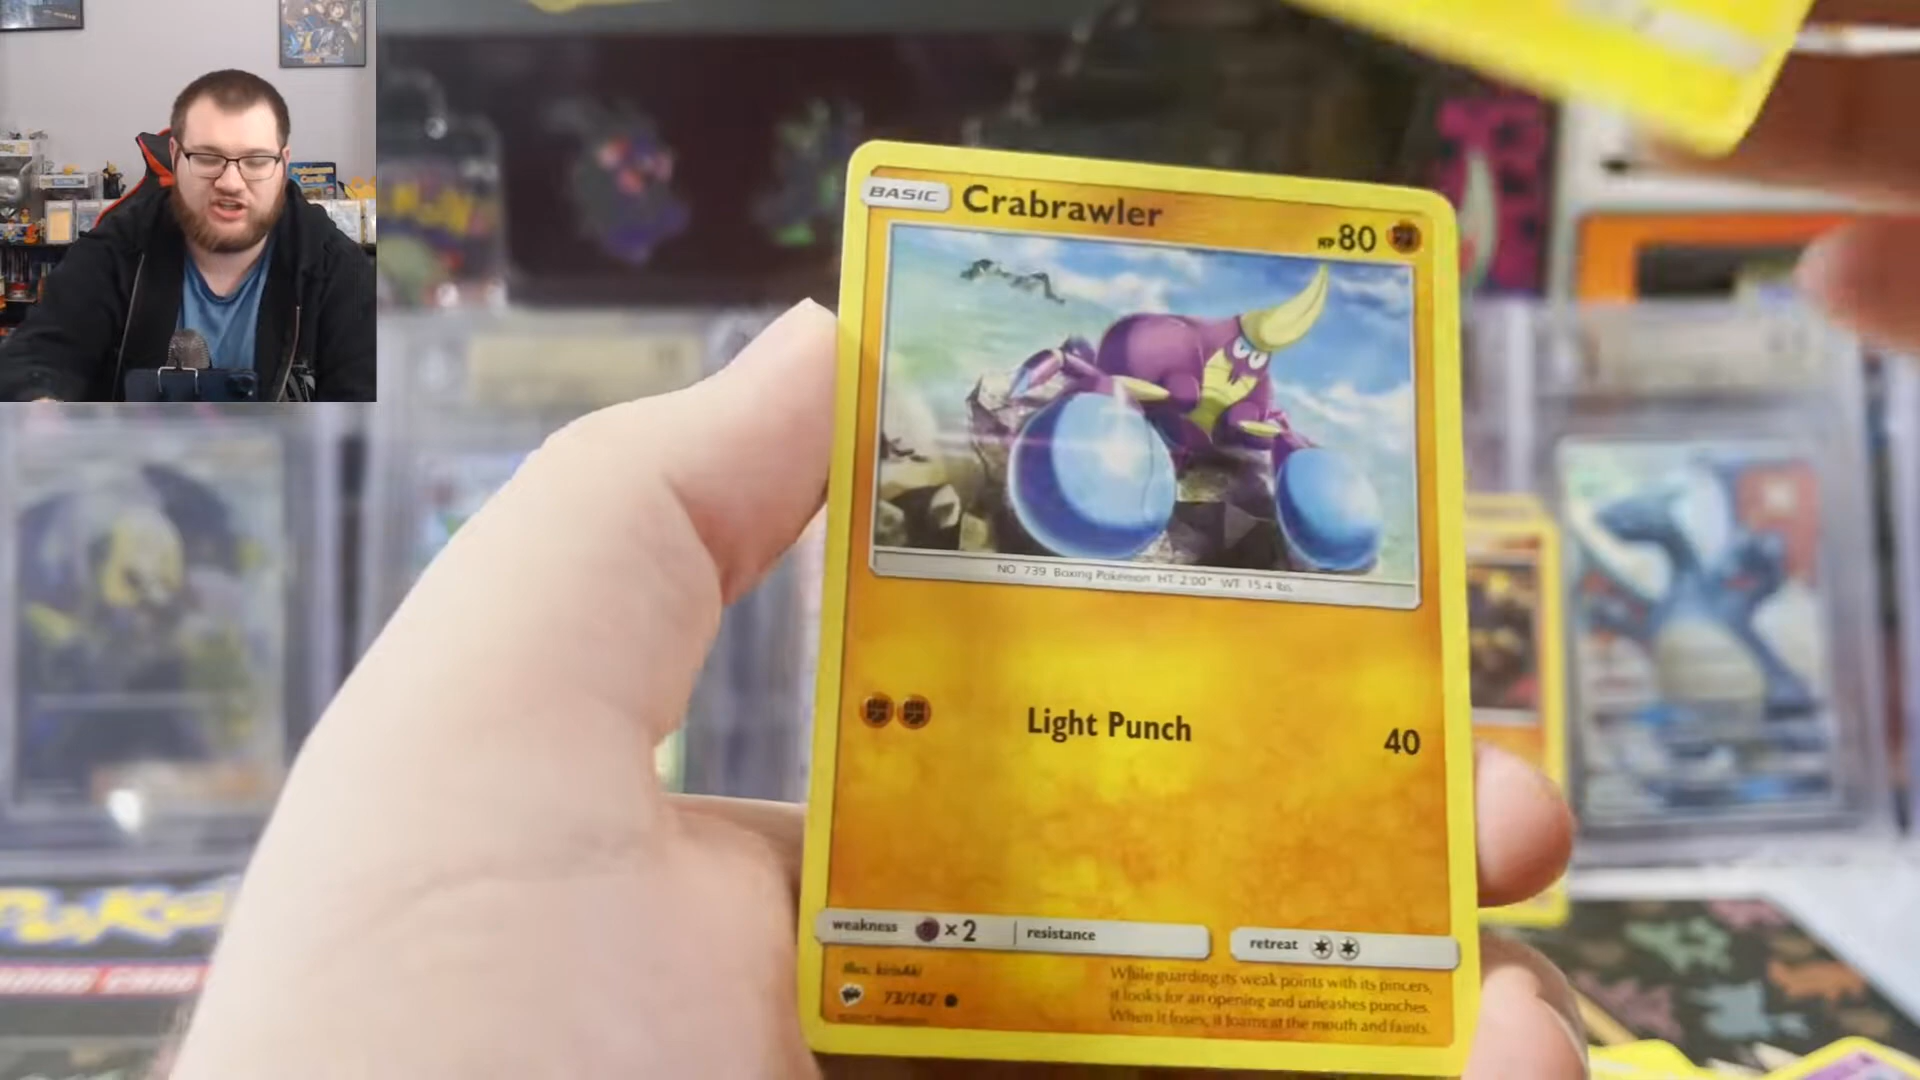 BASIC Crabrawler
HP 80
NO. 739 Boxing Pokémon HT: 2'00" WT: 15.4 lbs.
Light Punch 40
weakness ×2 resistance
retreat
Illus. kirisAki
73/147
While guarding its weak points with its pincers,
it looks for an opening and unleashes punches.
When it loses, it foams at the mouth and faints.
Pokémon
Cards